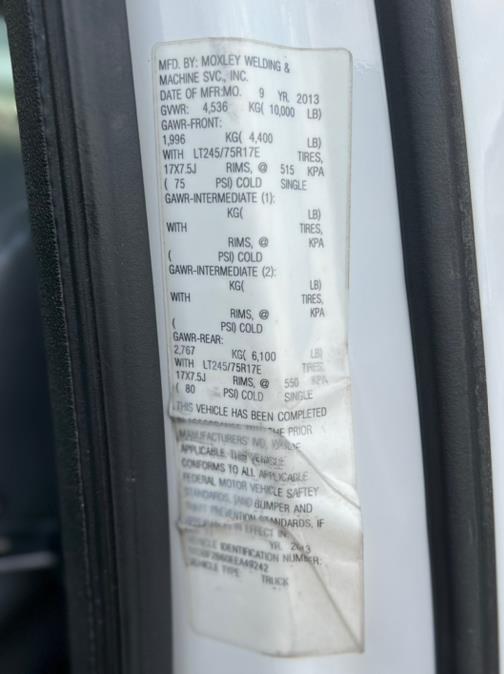 MFD. BY: MOXLEY WELDING &
MACHINE SVC., INC.
DATE OF MFR:MO. 9 YR. 2013
GVWR: 4,536 KG( 10,000 LB)
GAWR-FRONT:
1,996 KG( 4,400 LB)
WITH LT245/75R17E TIRES,
17X7.5J RIMS, @ 515 KPA
( 75 PSI) COLD SINGLE
GAWR-INTERMEDIATE (1):
KG( LB)
WITH TIRES,
RIMS, @ KPA
( PSI) COLD
GAWR-INTERMEDIATE (2):
KG( LB)
WITH TIRES,
RIMS, @ KPA
( PSI) COLD
GAWR-REAR:
2,767 KG( 6,100 LB)
WITH LT245/75R17E TIRES,
17X7.5J RIMS, @ 550 KPA
( 80 PSI) COLD SINGLE
THIS VEHICLE HAS BEEN COMPLETED
THE PRIOR
MANUFACTURERS'
APPLICABLE. THIS VEHICLE
CONFORMS TO ALL APPLICABLE
FEDERAL MOTOR VEHICLE SAFTEY
STANDARDS, AND BUMPER AND
THEFT PREVENTION STANDARDS, IF
EFFECT IN
YR. 2013
VEHICLE IDENTIFICATION NUMBER:
VEHICLE TYPE: TRUCK